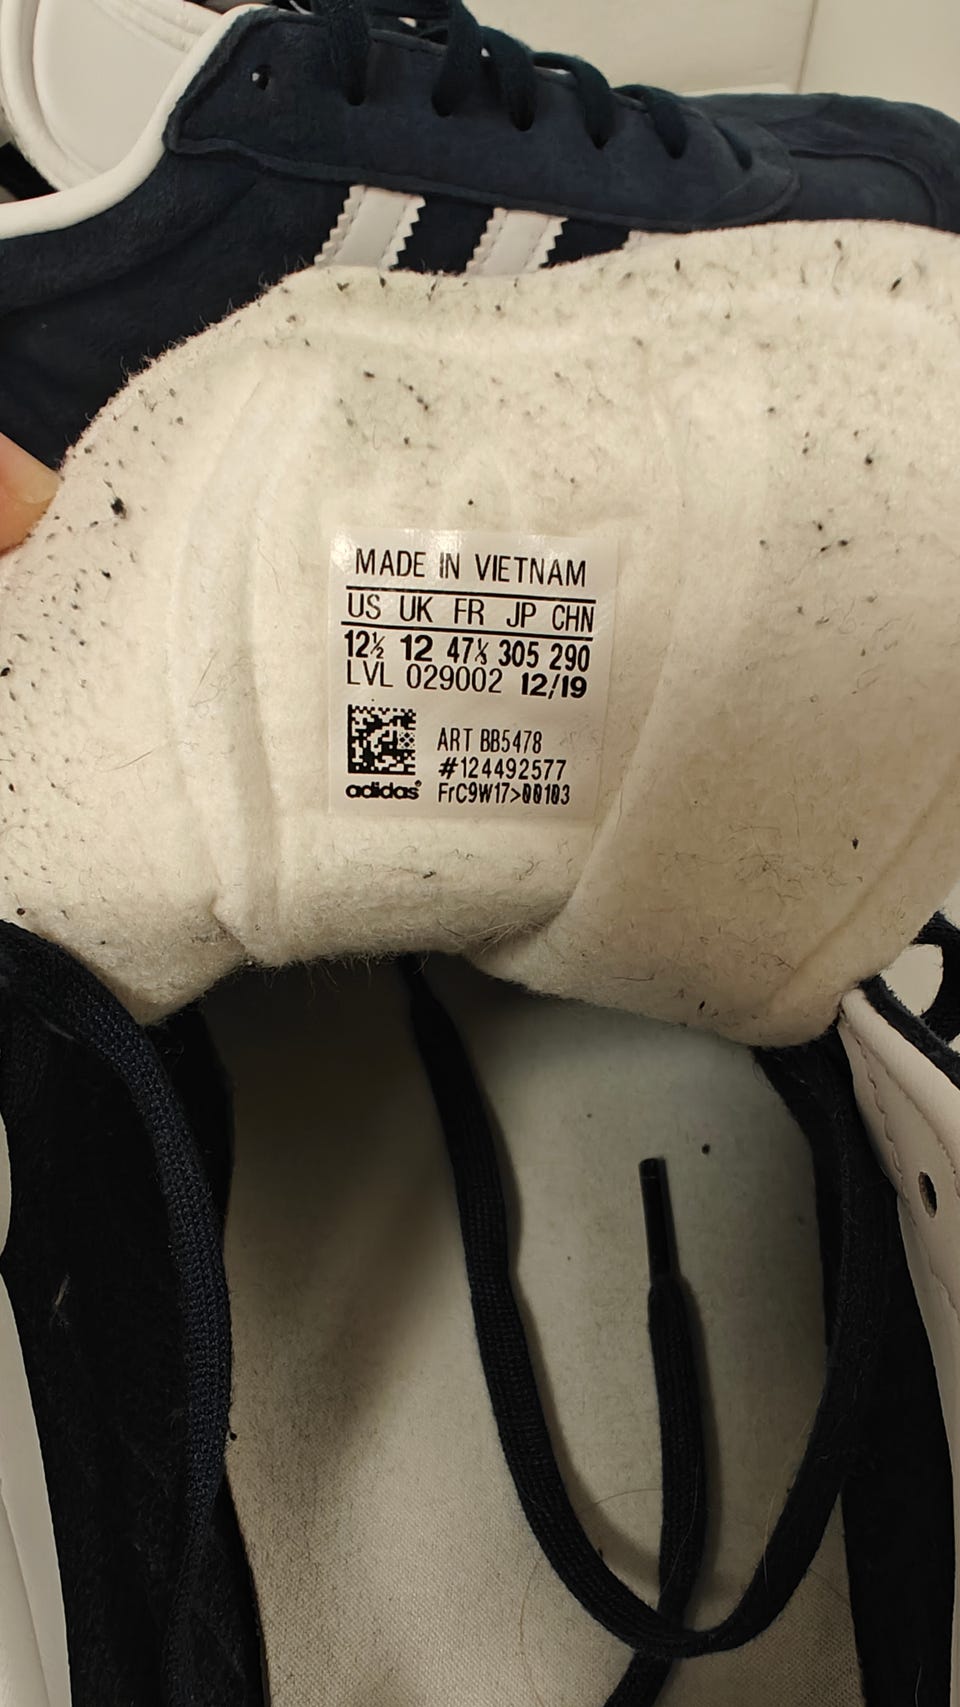 MADE IN VIETNAM
US UK FR JP CHN
12½ 12 47⅓ 305 290
LVL 029002 12/19
ART BB5478
#124492577
adidas® FrC9W17>00103